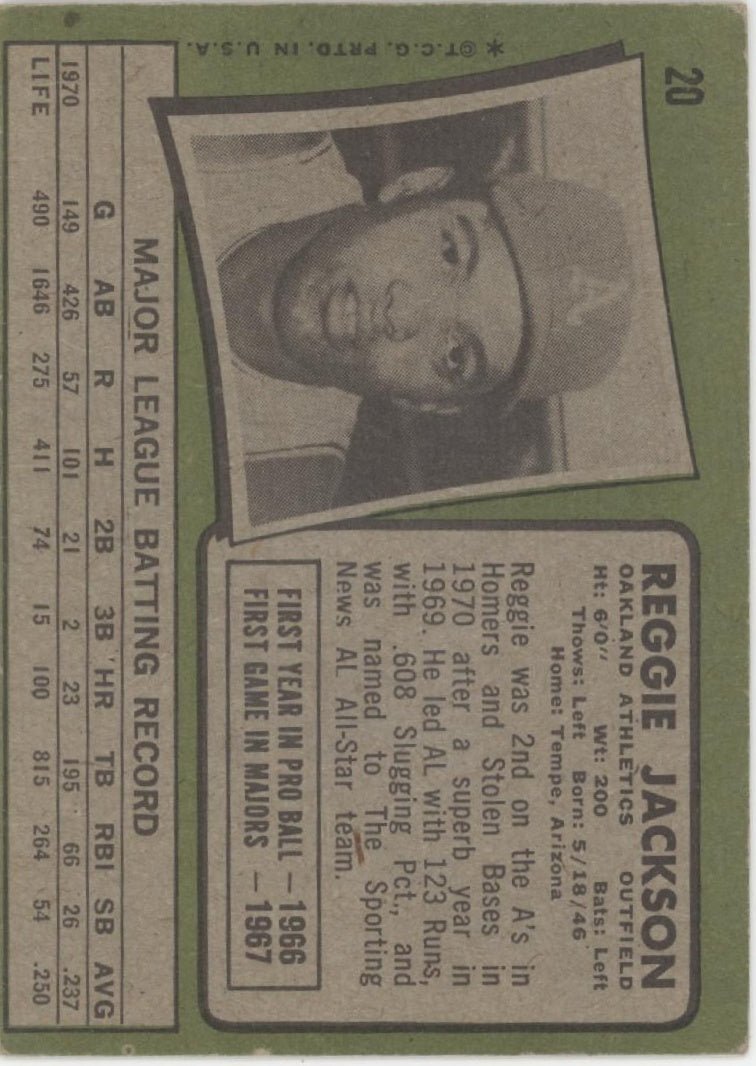 20
REGGIE JACKSON
OAKLAND ATHLETICS OUTFIELD
Ht: 6'0" Wt: 200 Bats: Left
Thows: Left Born: 5/18/46
Home: Tempe, Arizona
Reggie was 2nd on the A's in
Homers and Stolen Bases in
1970 after a superb year in
1969. He led AL with 123 Runs,
with .608 Slugging Pct., and
was named to The Sporting
News AL All-Star team.
FIRST YEAR IN PRO BALL — 1966
FIRST GAME IN MAJORS — 1967
A
MAJOR LEAGUE BATTING RECORD
G AB R H 2B 3B HR TB RBI SB AVG
1970 149 426 57 101 21 2 23 195 66 26 .237
LIFE 490 1646 275 411 74 15 100 815 264 54 .250
* ©T.C.G. PRTD. IN U.S.A.